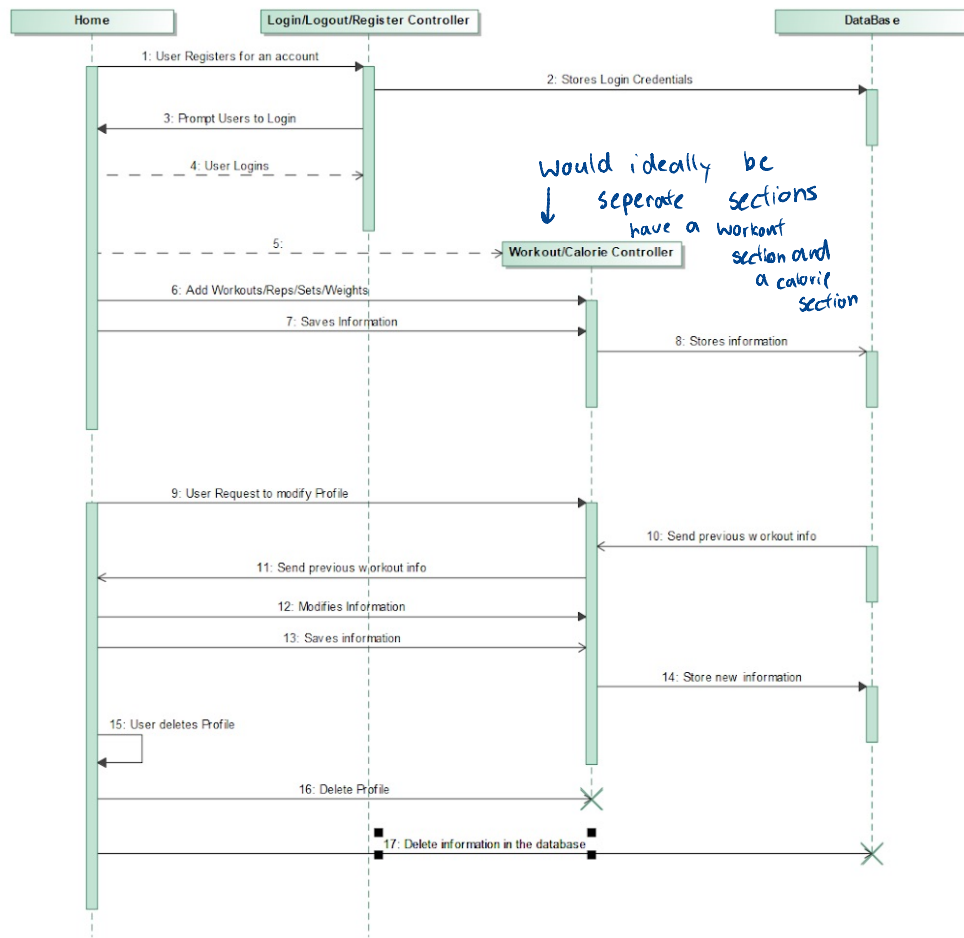 Home
Login/Logout/Register Controller
DataBase
1: User Registers for an account
2: Stores Login Credentials
3: Prompt Users to Login
4: User Logins
Would ideally be
seperate sections
have a workout
section and
a calorie
section
5:
Workout/Calorie Controller
6: Add Workouts/Reps/Sets/Weights
7: Saves Information
8: Stores information
9: User Request to modify Profile
10: Send previous workout info
11: Send previous workout info
12: Modifies Information
13: Saves information
14: Store new information
15: User deletes Profile
16: Delete Profile
17: Delete information in the database